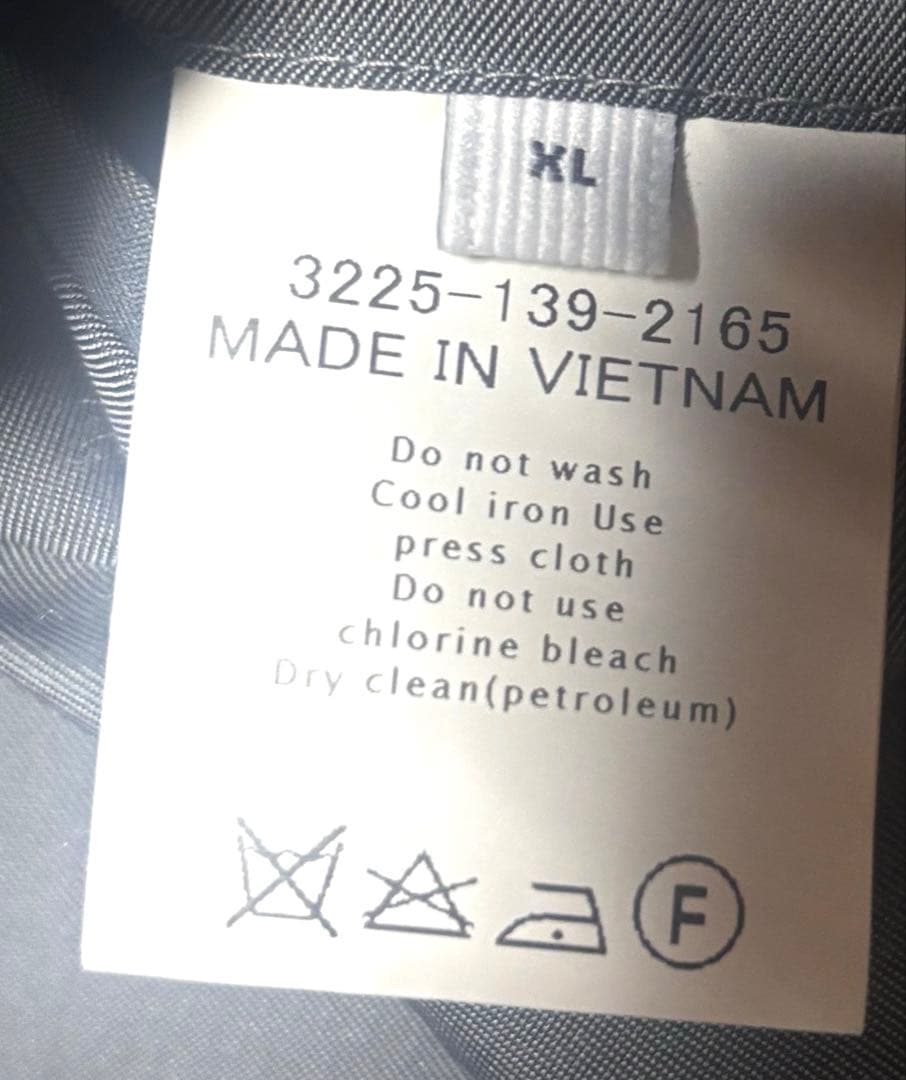 XL
3225-139-2165
MADE IN VIETNAM
Do not wash
Cool iron Use
press cloth
Do not use
chlorine bleach
Dry clean(petroleum)
F